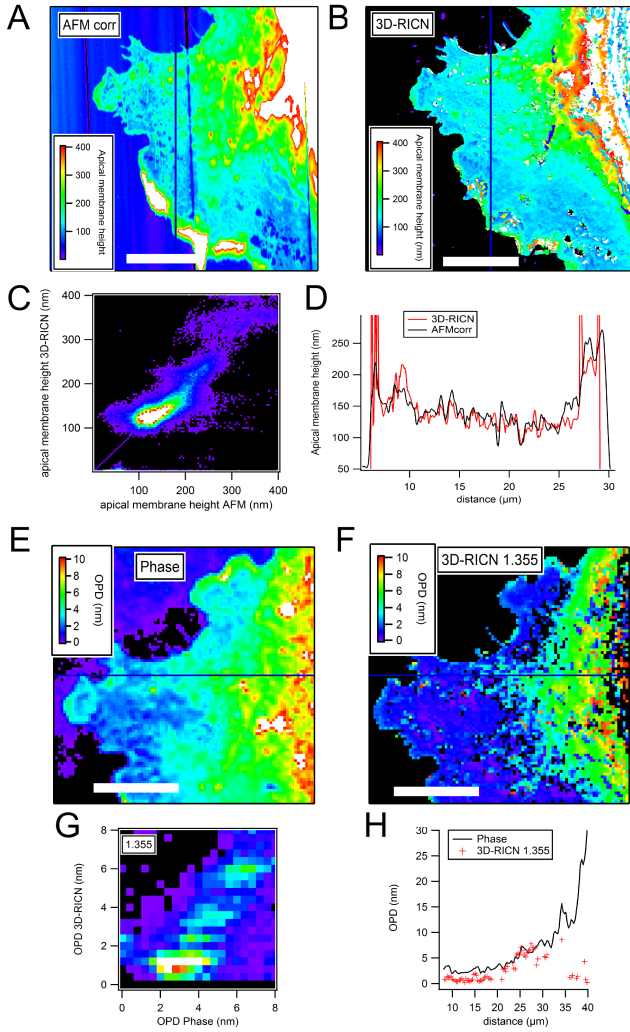 A
AFM corr
400
300
200
100
Apical membrane height
B
3D-RICN
400
300
200
100
Apical membrane height (nm)
C
400
300
200
100
apical membrane height 3D-RICN (nm)
100
200
300
400
apical membrane height AFM (nm)
D
3D-RICN
AFMcorr
250
200
150
100
50
Apical membrane height (nm)
10
15
20
25
30
distance (µm)
E
Phase
10
8
6
4
2
0
OPD (nm)
F
3D-RICN 1.355
10
8
6
4
2
0
OPD (nm)
G
1.355
8
6
4
2
0
OPD 3D-RICN (nm)
0
2
4
6
8
OPD Phase (nm)
H
Phase
3D-RICN 1.355
30
25
20
15
10
5
0
OPD (nm)
10
15
20
25
30
35
40
distance (µm)